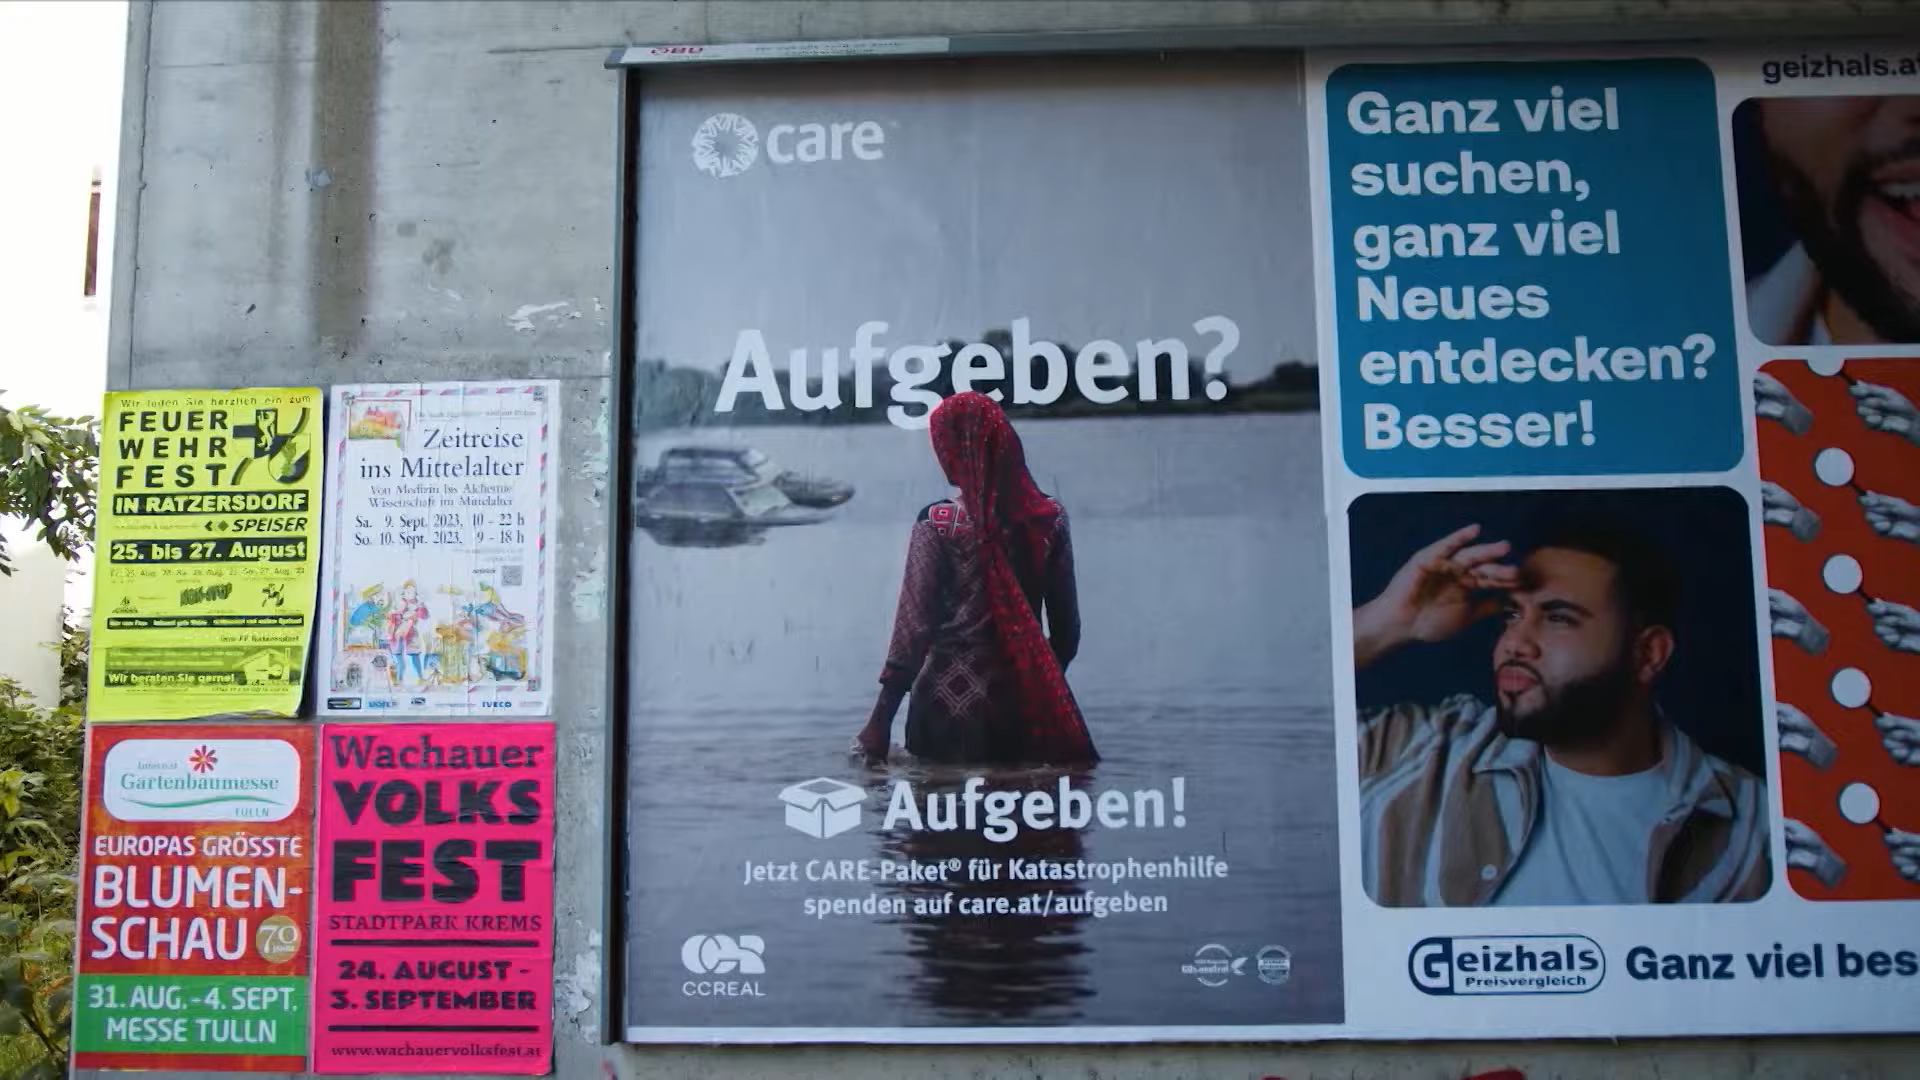 Wir laden Sie herzlich ein zum
FEUER
WEHR
FEST
IN RATZERSDORF
SPEISER
25. bis 27. August
Wir beraten Sie gerne!
Zeitreise
ins Mittelalter
Von Medizin bis Alchemie
Wissenschaft im Mittelalter
Sa. 9. Sept. 2023, 10 - 22 h
So. 10. Sept. 2023, 9 - 18 h
IVECO
Internat.
Gartenbaumesse
TULLN
EUROPAS GRÖSSTE
BLUMEN-
SCHAU
70
31. AUG. - 4. SEPT.
MESSE TULLN
Wachauer
VOLKS
FEST
STADTPARK KREMS
24. AUGUST -
3. SEPTEMBER
www.wachauervolksfest.at
care
Aufgeben?
Aufgeben!
Jetzt CARE-Paket® für Katastrophenhilfe
spenden auf care.at/aufgeben
CCREAL
Ganz viel
suchen,
ganz viel
Neues
entdecken?
Besser!
geizhals.at
Geizhals
Preisvergleich
Ganz viel bes